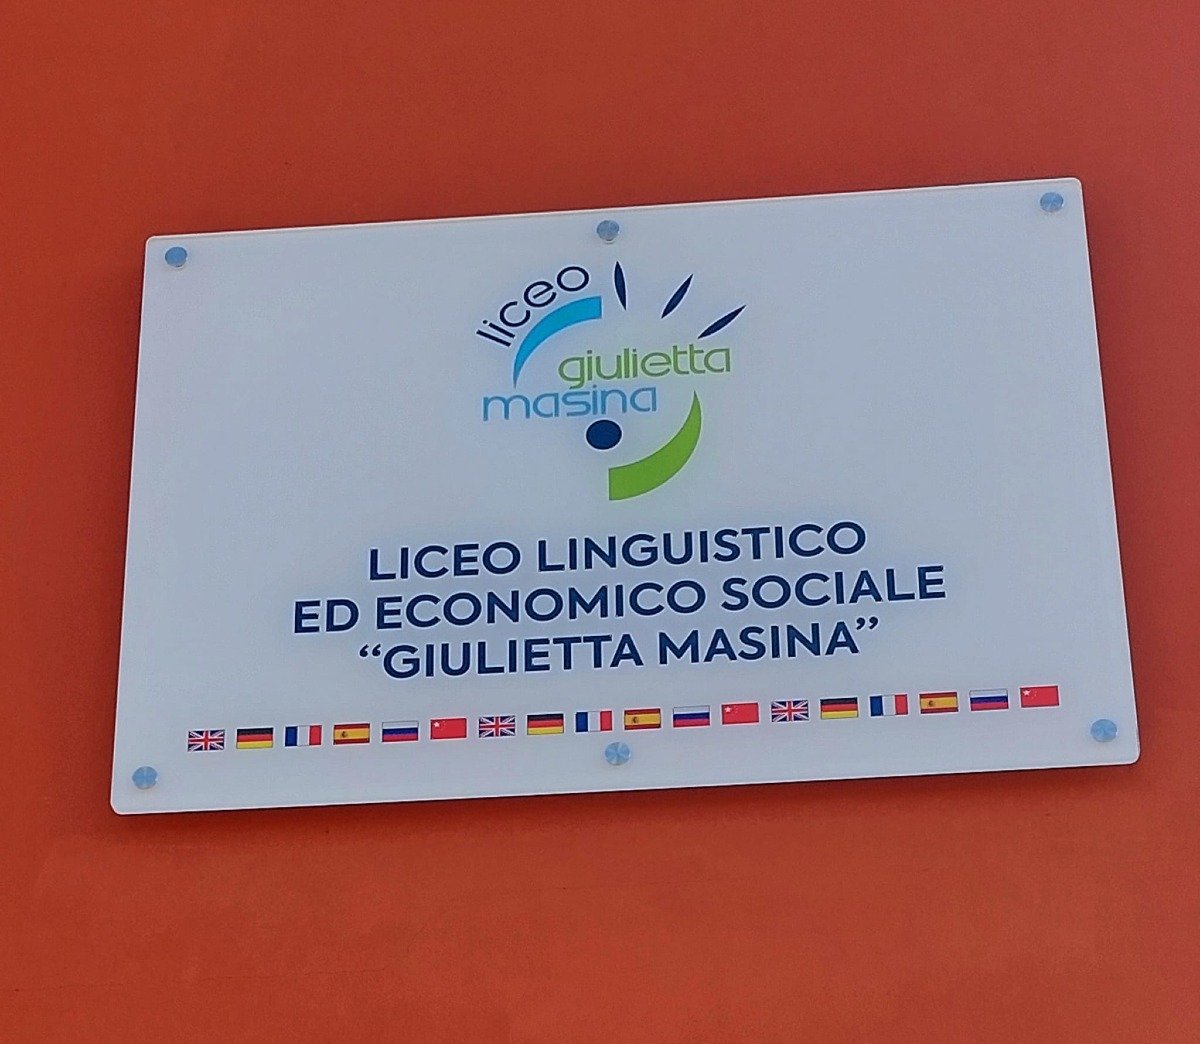 liceo
giulietta
masina
LICEO LINGUISTICO
ED ECONOMICO SOCIALE
“GIULIETTA MASINA”